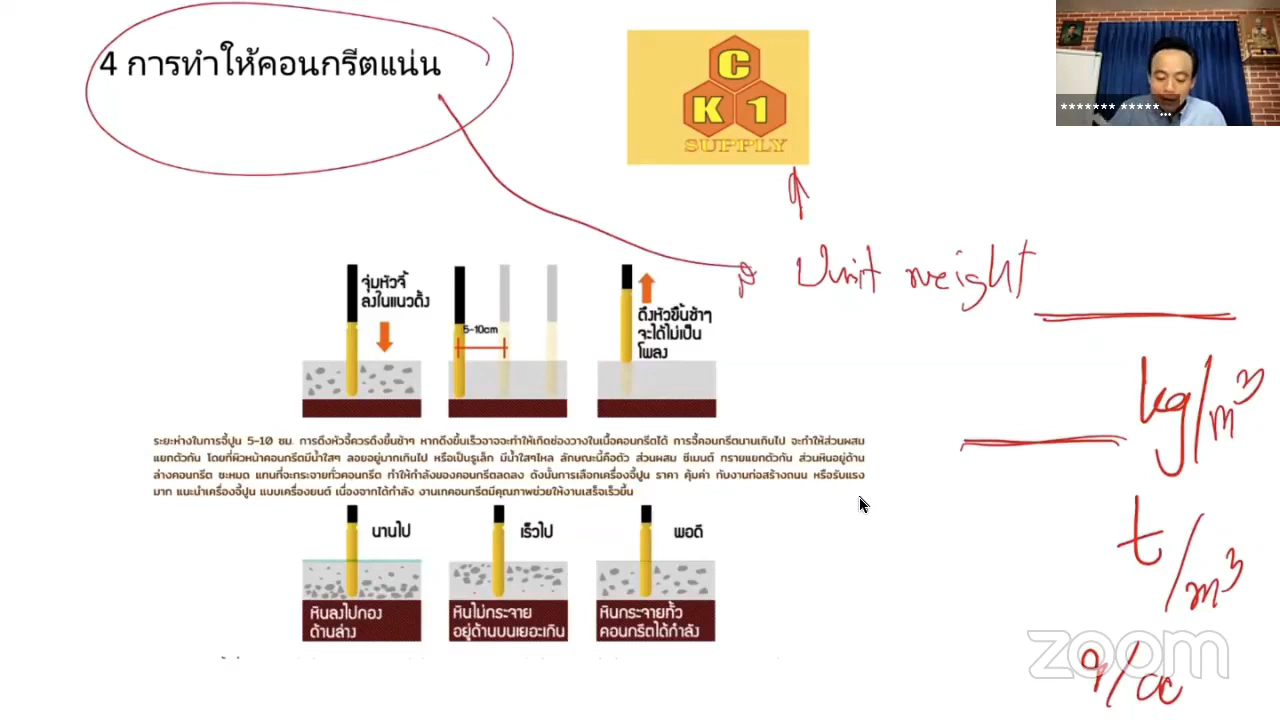 4 การทำให้คอนกรีตแน่น
C
K 1
SUPPLY
******* *****...
Unit weight
kg/m³
t/m³
g/cc
จุ่มหัวจี้
ลงในแนวดิ่ง
5-10cm
ดึงหัวขึ้นช้าๆ
จะได้ไม่เป็น
โพลง
ระยะห่างในการจี้ปูน 5-10 ซม. การดึงหัวจี้ควรดึงขึ้นช้าๆ หากดึงขึ้นเร็วอาจจะทำให้เกิดช่องวางในเนื้อคอนกรีตได้ การจี้คอนกรีตนานเกินไป จะทำให้ส่วนผสม
แยกตัวกัน โดยที่ผิวหน้าคอนกรีตมีน้ำใสๆ ลอยอยู่มากเกินไป หรือเป็นรูเล็ก มีน้ำใสๆไหล ลักษณะนี้คือตัว ส่วนผสม ซีเมนต์ ทรายแยกตัวกัน ส่วนหินอยู่ด้าน
ล่างคอนกรีต ซะหมด แทนที่จะกระจายทั่วคอนกรีต ทำให้กำลังของคอนกรีตลดลง ดังนั้นการเลือกเครื่องจี้ปูน ราคา คุ้มค่า กับงานก่อสร้างถนน หรือรับแรง
มาก แนะนำเครื่องจี้ปูน แบบเครื่องยนต์ เนื่องจากได้กำลัง งานเทคอนกรีตมีคุณภาพช่วยให้งานเสร็จเร็วขึ้น
นานไป
เร็วไป
พอดี
หินลงไปกอง
ด้านล่าง
หินไม่กระจาย
อยู่ด้านบนเยอะเกิน
หินกระจายทั่ว
คอนกรีตได้กำลัง
zoom